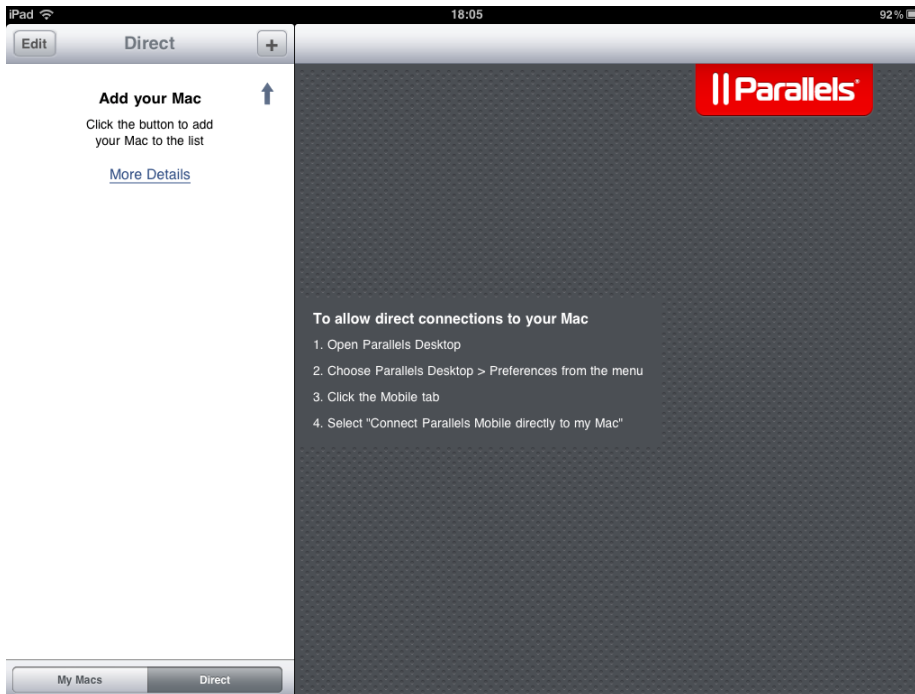 iPad 18:05 92%
Edit Direct +
Add your Mac
Click the button to add
your Mac to the list
More Details
Parallels®
To allow direct connections to your Mac
1. Open Parallels Desktop
2. Choose Parallels Desktop > Preferences from the menu
3. Click the Mobile tab
4. Select "Connect Parallels Mobile directly to my Mac"
My Macs Direct